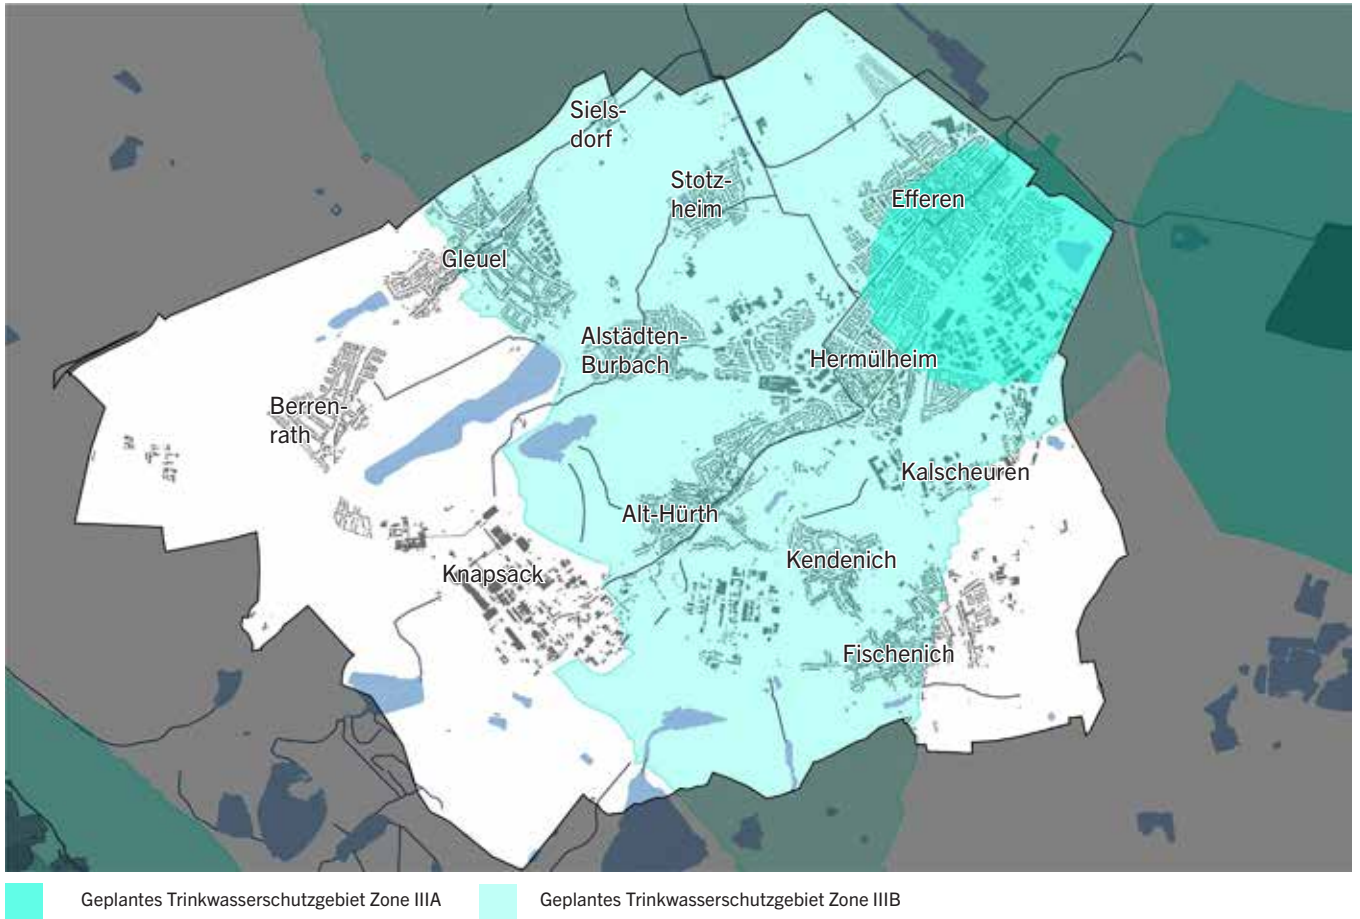 Siels-
dorf
Stotz-
heim
Efferen
Gleuel
Alstädten-
Burbach
Hermülheim
Berren-
rath
Kalscheuren
Alt-Hürth
Kendenich
Knapsack
Fischenich
Geplantes Trinkwasserschutzgebiet Zone IIIA
Geplantes Trinkwasserschutzgebiet Zone IIIB